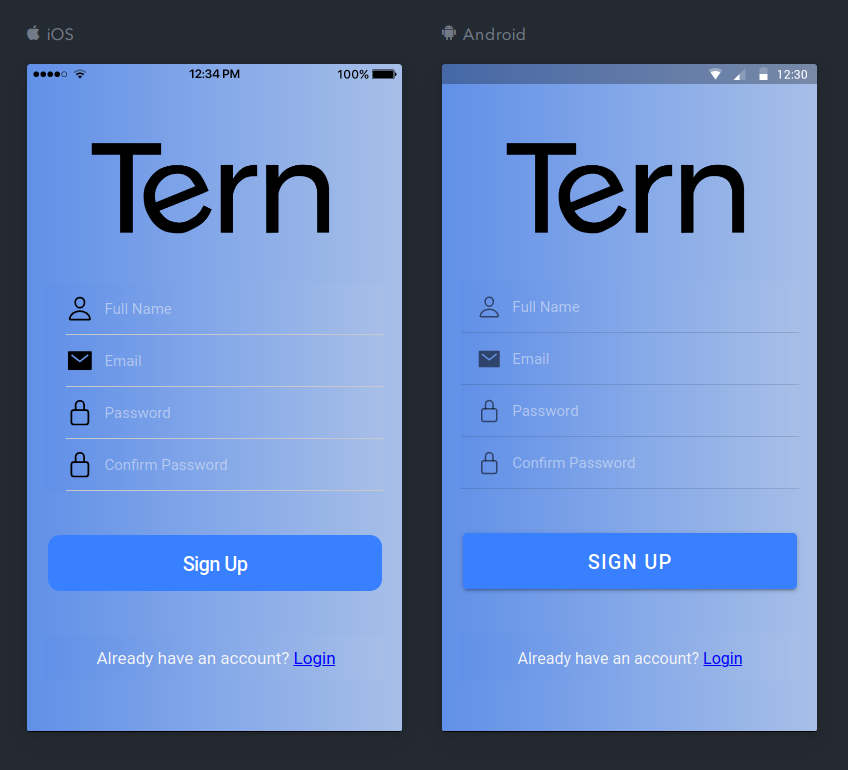 iOS
12:34 PM
100%
Tern
Full Name
Email
Password
Confirm Password
Sign Up
Already have an account? Login
Android
12:30
Tern
Full Name
Email
Password
Confirm Password
SIGN UP
Already have an account? Login